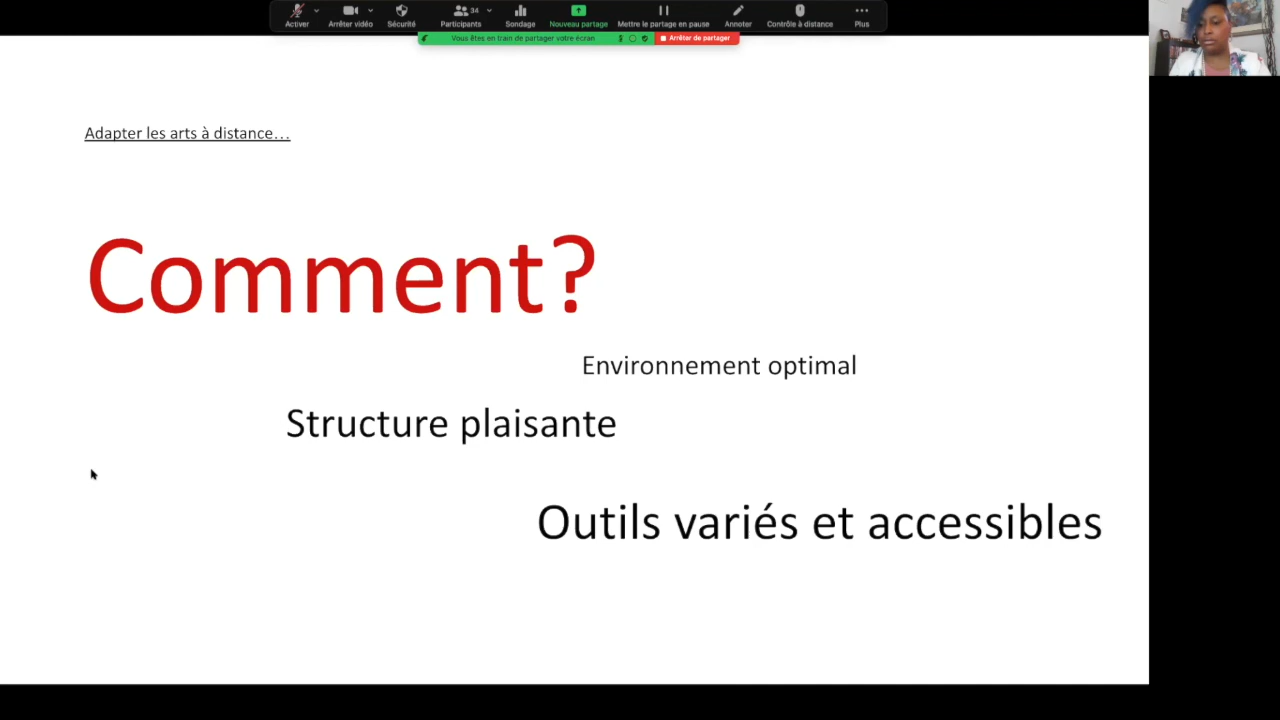 Activer
Arrêter vidéo
Sécurité
34
Participants
Sondage
Nouveau partage
Mettre le partage en pause
Annoter
Contrôle à distance
Plus
Vous êtes en train de partager votre écran
Arrêter de partager
Adapter les arts à distance...
Comment?
Environnement optimal
Structure plaisante
Outils variés et accessibles